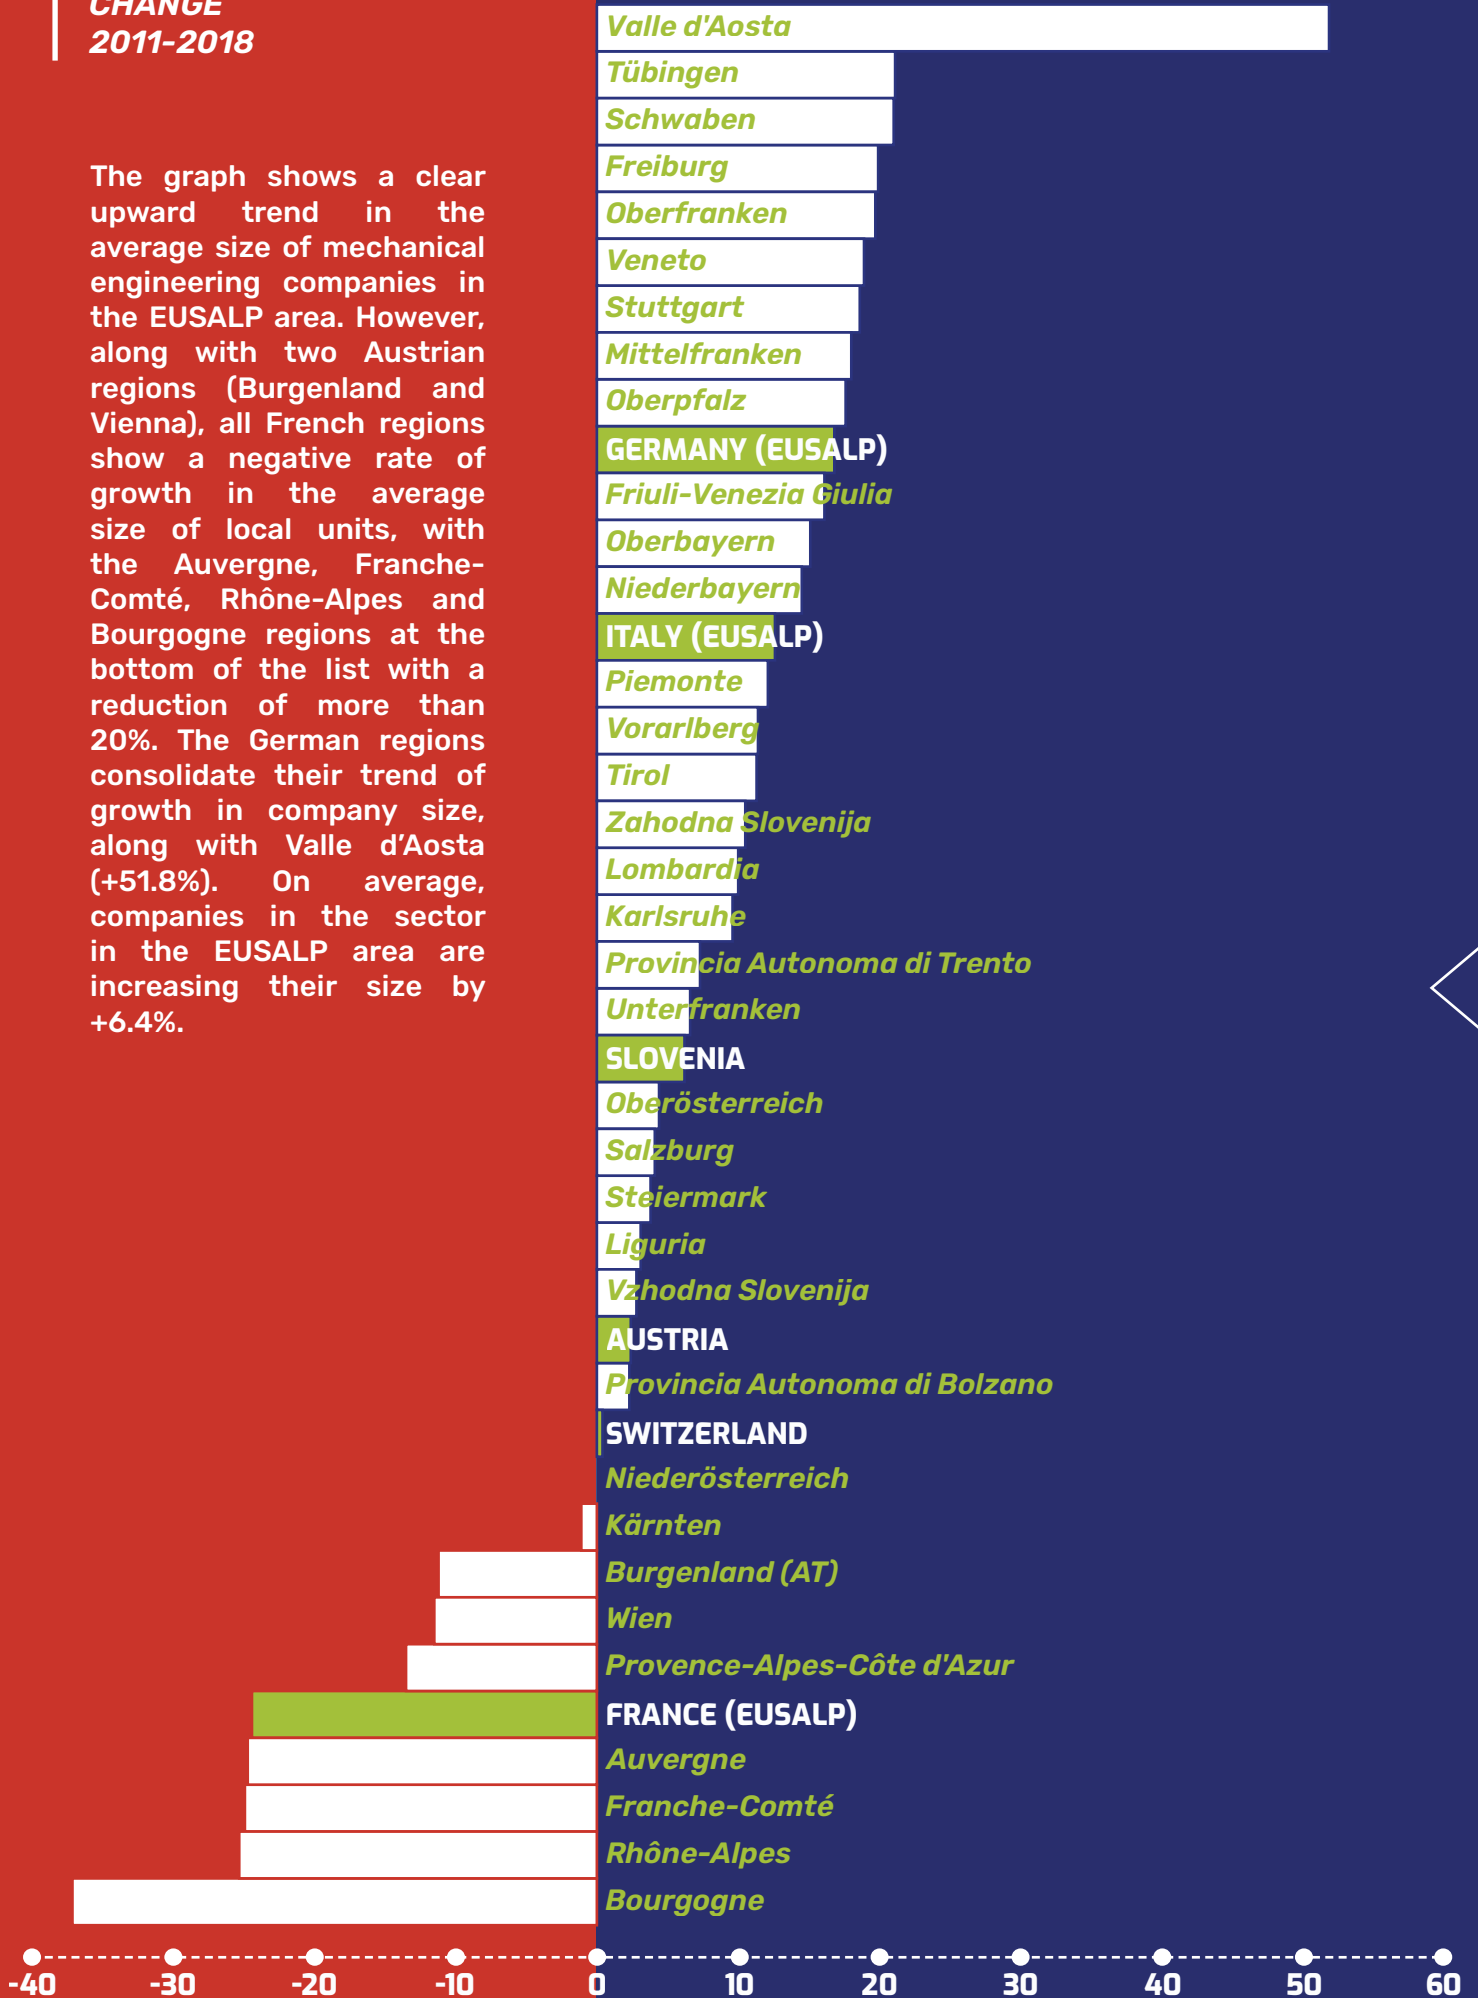 CHANGE
2011-2018
The graph shows a clear
upward trend in the
average size of mechanical
engineering companies in
the EUSALP area. However,
along with two Austrian
regions (Burgenland and
Vienna), all French regions
show a negative rate of
growth in the average
size of local units, with
the Auvergne, Franche-
Comté, Rhône-Alpes and
Bourgogne regions at the
bottom of the list with a
reduction of more than
20%. The German regions
consolidate their trend of
growth in company size,
along with Valle d’Aosta
(+51.8%). On average,
companies in the sector
in the EUSALP area are
increasing their size by
+6.4%.
Valle d'Aosta
Tübingen
Schwaben
Freiburg
Oberfranken
Veneto
Stuttgart
Mittelfranken
Oberpfalz
GERMANY (EUSALP)
Friuli-Venezia Giulia
Oberbayern
Niederbayern
ITALY (EUSALP)
Piemonte
Vorarlberg
Tirol
Zahodna Slovenija
Lombardia
Karlsruhe
Provincia Autonoma di Trento
Unterfranken
SLOVENIA
Oberösterreich
Salzburg
Steiermark
Liguria
Vzhodna Slovenija
AUSTRIA
Provincia Autonoma di Bolzano
SWITZERLAND
Niederösterreich
Kärnten
Burgenland (AT)
Wien
Provence-Alpes-Côte d'Azur
FRANCE (EUSALP)
Auvergne
Franche-Comté
Rhône-Alpes
Bourgogne
-40 -30 -20 -10 0 10 20 30 40 50 60